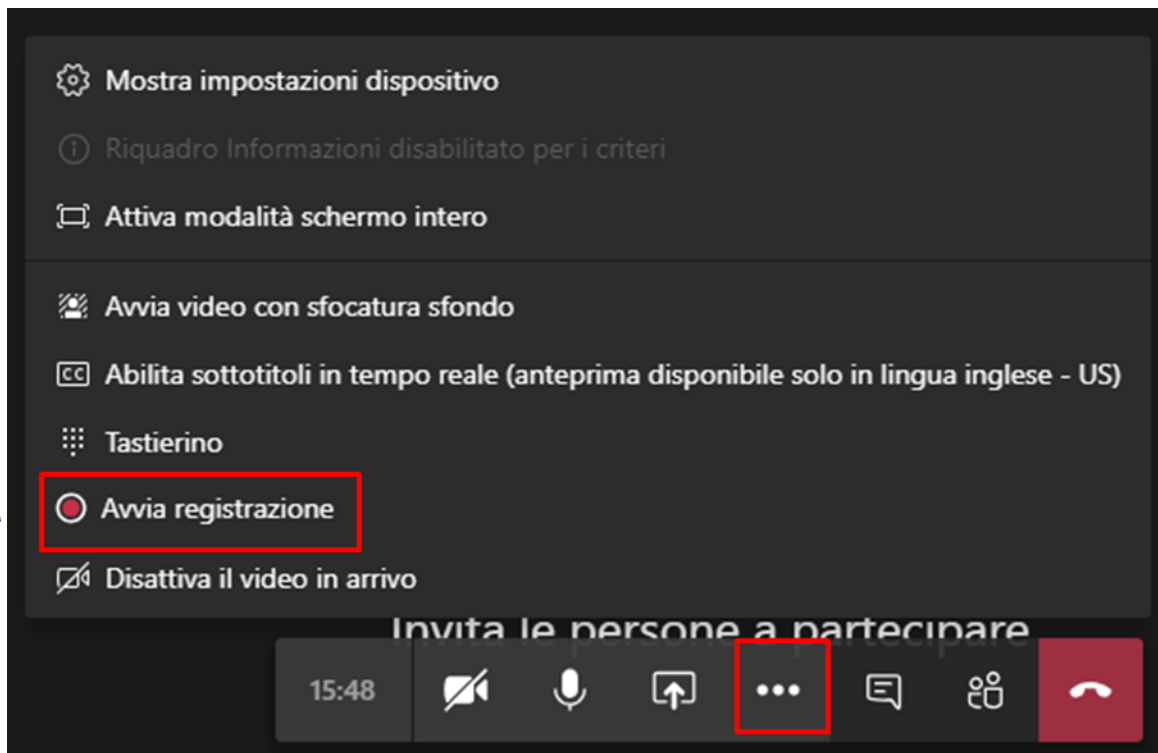 Mostra impostazioni dispositivo
Riquadro Informazioni disabilitato per i criteri
Attiva modalità schermo intero
Avvia video con sfocatura sfondo
CC Abilita sottotitoli in tempo reale (anteprima disponibile solo in lingua inglese - US)
Tastierino
Avvia registrazione
Disattiva il video in arrivo
Invita le persone a partecipare
15:48